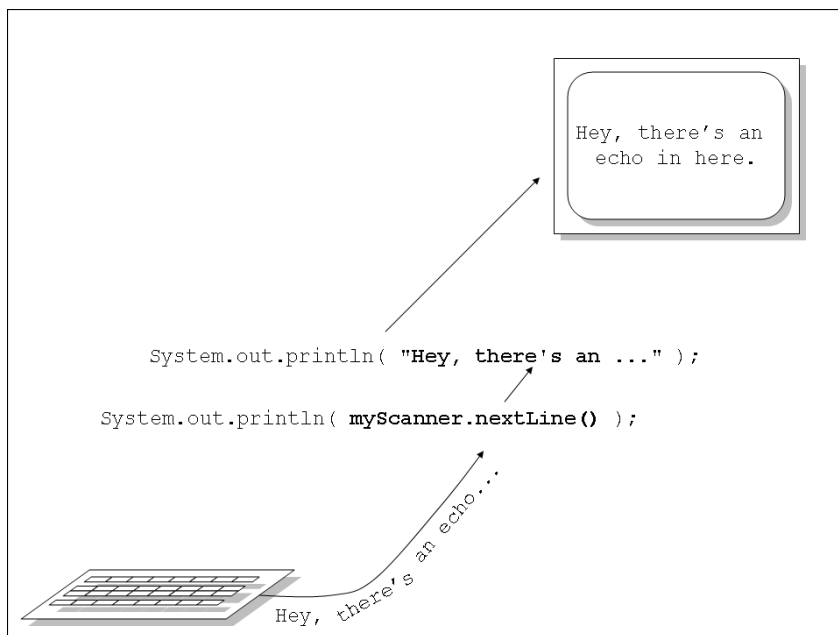 Hey, there's an
echo in here.
System.out.println( "Hey, there's an ..." );
System.out.println( myScanner.nextLine() );
Hey, there's an echo...